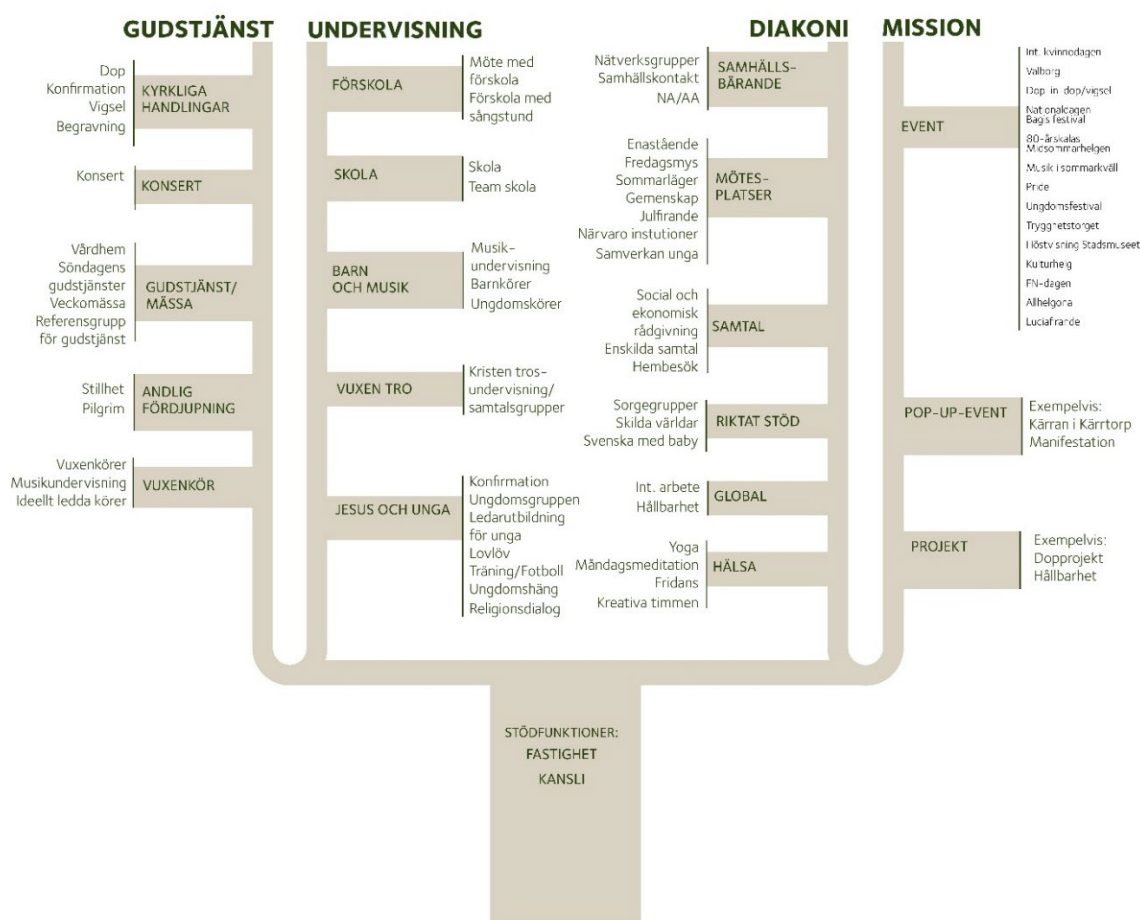 GUDSTJÄNST
Dop
Konfirmation
Vigsel
Begravning
KYRKLIGA
HANDLINGAR
Konsert
KONSERT
Vårdhem
Söndagens
gudstjänster
Veckomässa
Referensgrupp
för gudstjänst
GUDSTJÄNST/
MÄSSA
Stillhet
Pilgrim
ANDLIG
FÖRDJUPNING
Vuxenkörer
Musikundervisning
Ideellt ledda körer
VUXENKÖR
UNDERVISNING
FÖRSKOLA
Möte med
förskola
Förskola med
sångstund
SKOLA
Skola
Team skola
BARN
OCH MUSIK
Musik-
undervisning
Barnkörer
Ungdomskörer
VUXEN TRO
Kristen tros-
undervisning/
samtalsgrupper
JESUS OCH UNGA
Konfirmation
Ungdomsgruppen
Ledarutbildning
för unga
Lovlöv
Träning/Fotboll
Ungdomshäng
Religionsdialog
DIAKONI
Nätverksgrupper
Samhällskontakt
NA/AA
SAMHÄLLS-
BÄRANDE
Enastående
Fredagsmys
Sommarläger
Gemenskap
Julfirande
Närvaro instutioner
Samverkan unga
MÖTES-
PLATSER
Social och
ekonomisk
rådgivning
Enskilda samtal
Hembesök
SAMTAL
Sorgegrupper
Skilda världar
Svenska med baby
RIKTAT STÖD
Int. arbete
Hållbarhet
GLOBAL
Yoga
Måndagsmeditation
Fridans
Kreativa timmen
HÄLSA
MISSION
EVENT
Int. kvinnodagen
Valborg
Dop-in-dop/vigsel
Nationaldagen
Bagis festival
80-årskalas
Midsommarhelgen
Musik i sommarkväll
Pride
Ungdomsfestival
Trygghetstorget
Höstvisning Stadsmuseet
Kulturhelg
FN-dagen
Allhelgona
Luciafirande
POP-UP-EVENT
Exempelvis:
Kärran i Kärrtorp
Manifestation
PROJEKT
Exempelvis:
Dopprojekt
Hållbarhet
STÖDFUNKTIONER:
FASTIGHET
KANSLI